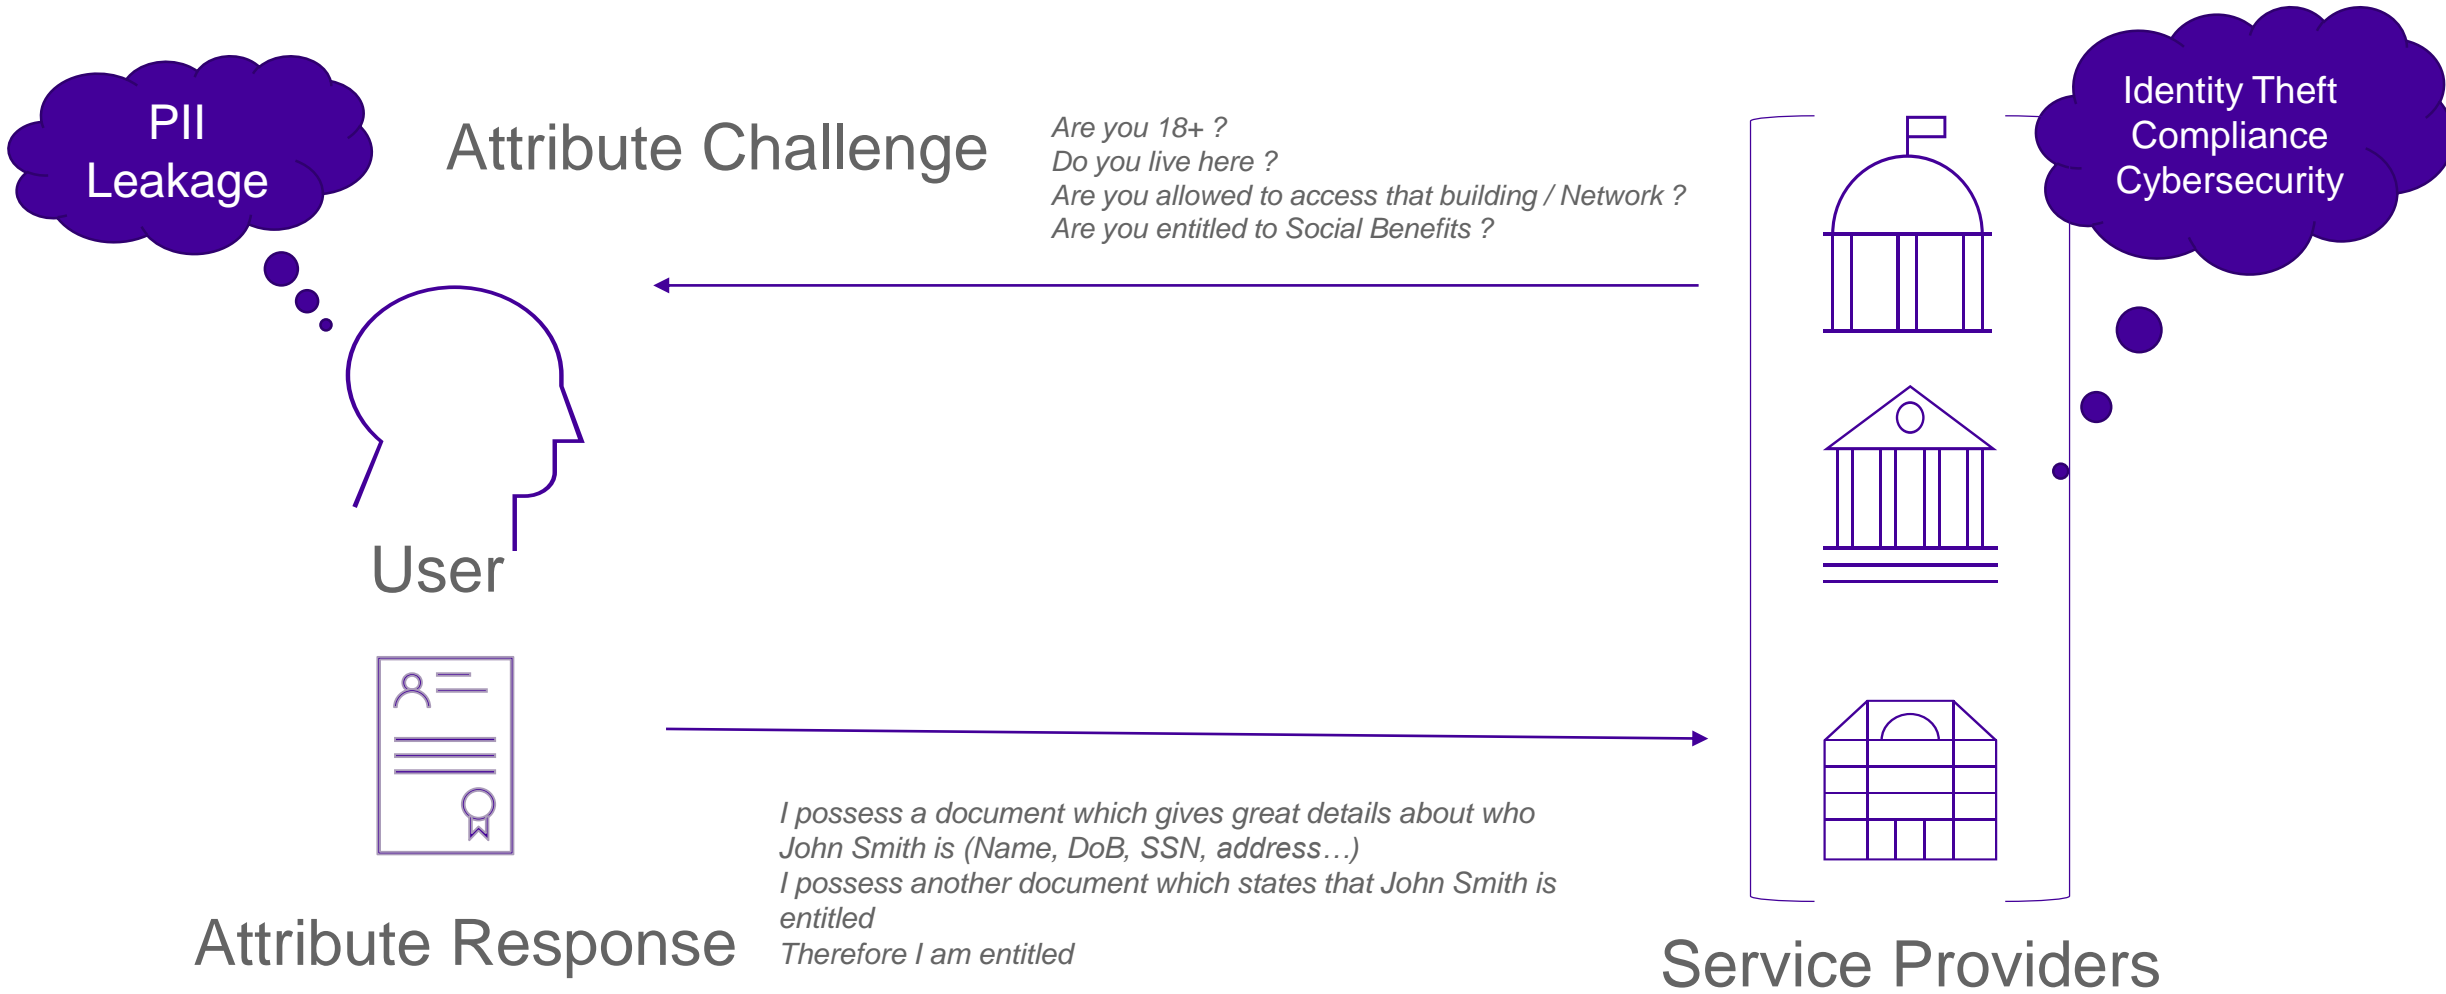 PII
Leakage
Attribute Challenge
Are you 18+ ?
Do you live here ?
Are you allowed to access that building / Network ?
Are you entitled to Social Benefits ?
Identity Theft
Compliance
Cybersecurity
User
I possess a document which gives great details about who
John Smith is (Name, DoB, SSN, address…)
I possess another document which states that John Smith is
entitled
Therefore I am entitled
Attribute Response
Service Providers